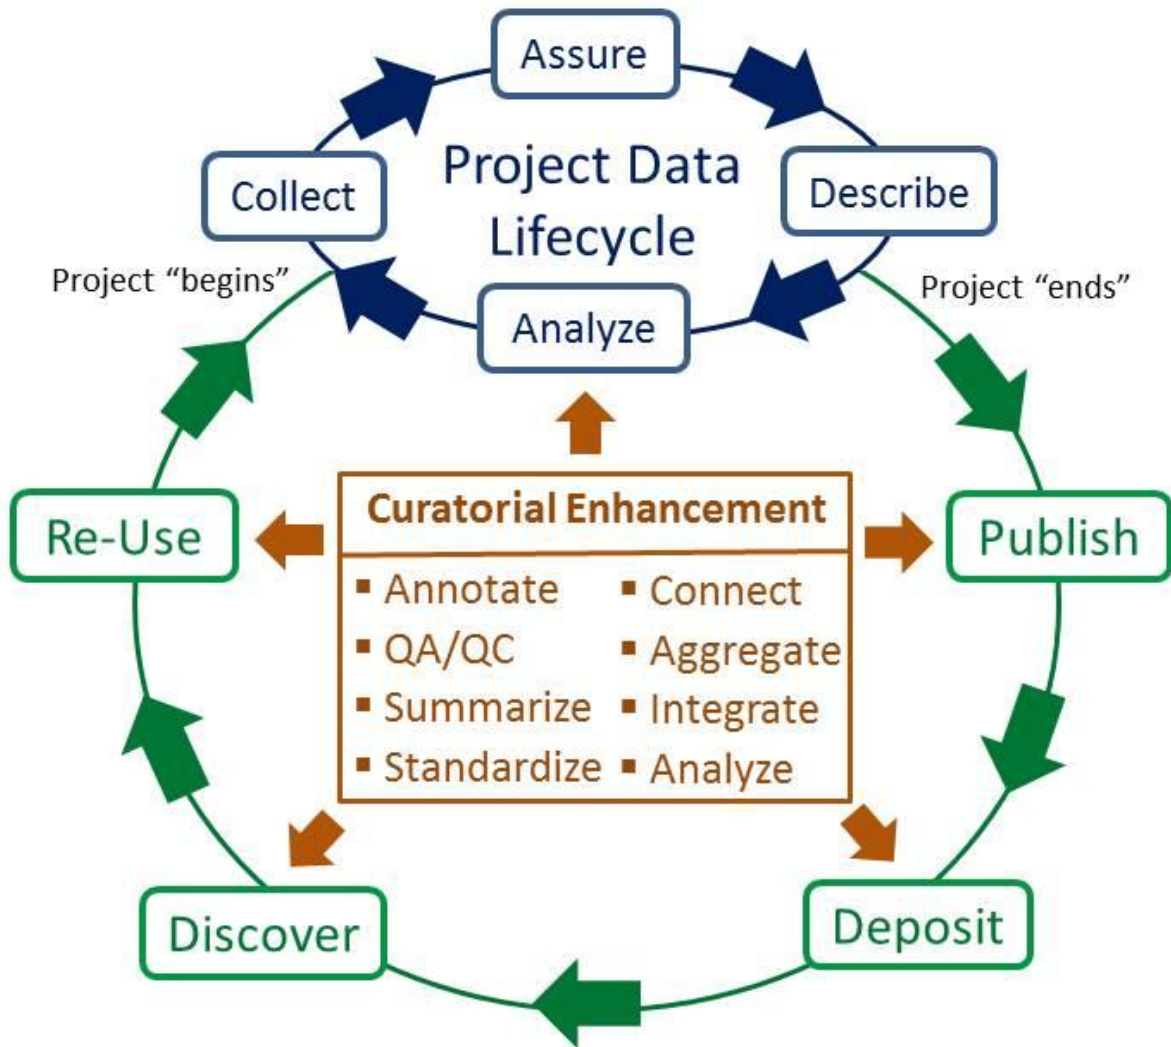 Assure
Project Data
Lifecycle
Collect
Describe
Project “begins”
Project “ends”
Analyze
Re-Use
Curatorial Enhancement
Publish
▪ Annotate
▪ QA/QC
▪ Summarize
▪ Standardize
▪ Connect
▪ Aggregate
▪ Integrate
▪ Analyze
Discover
Deposit